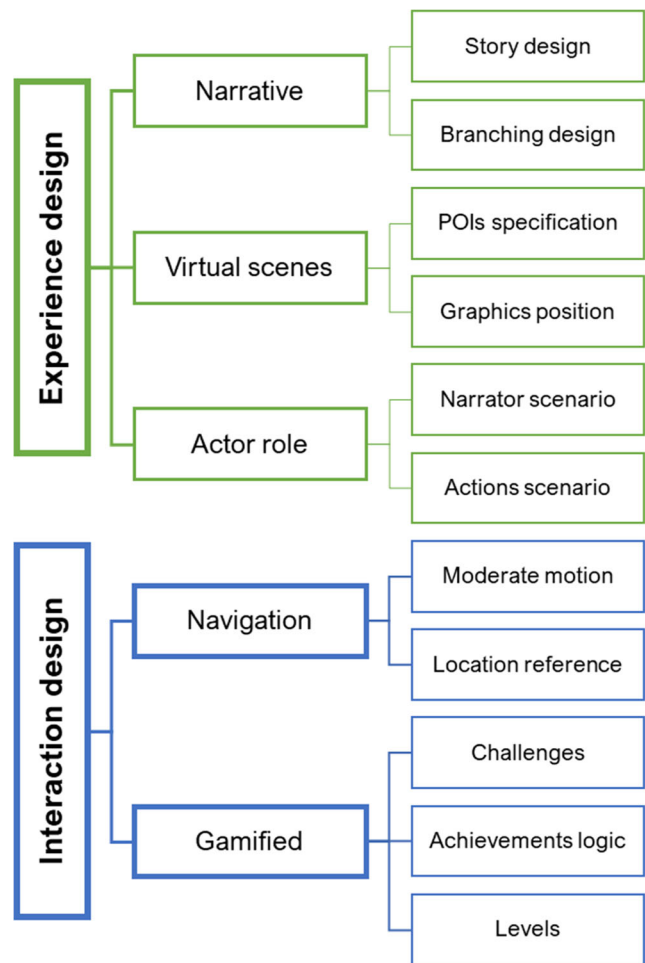 Experience design
Narrative
Story design
Branching design
Virtual scenes
POIs specification
Graphics position
Actor role
Narrator scenario
Actions scenario
Interaction design
Navigation
Moderate motion
Location reference
Gamified
Challenges
Achievements logic
Levels